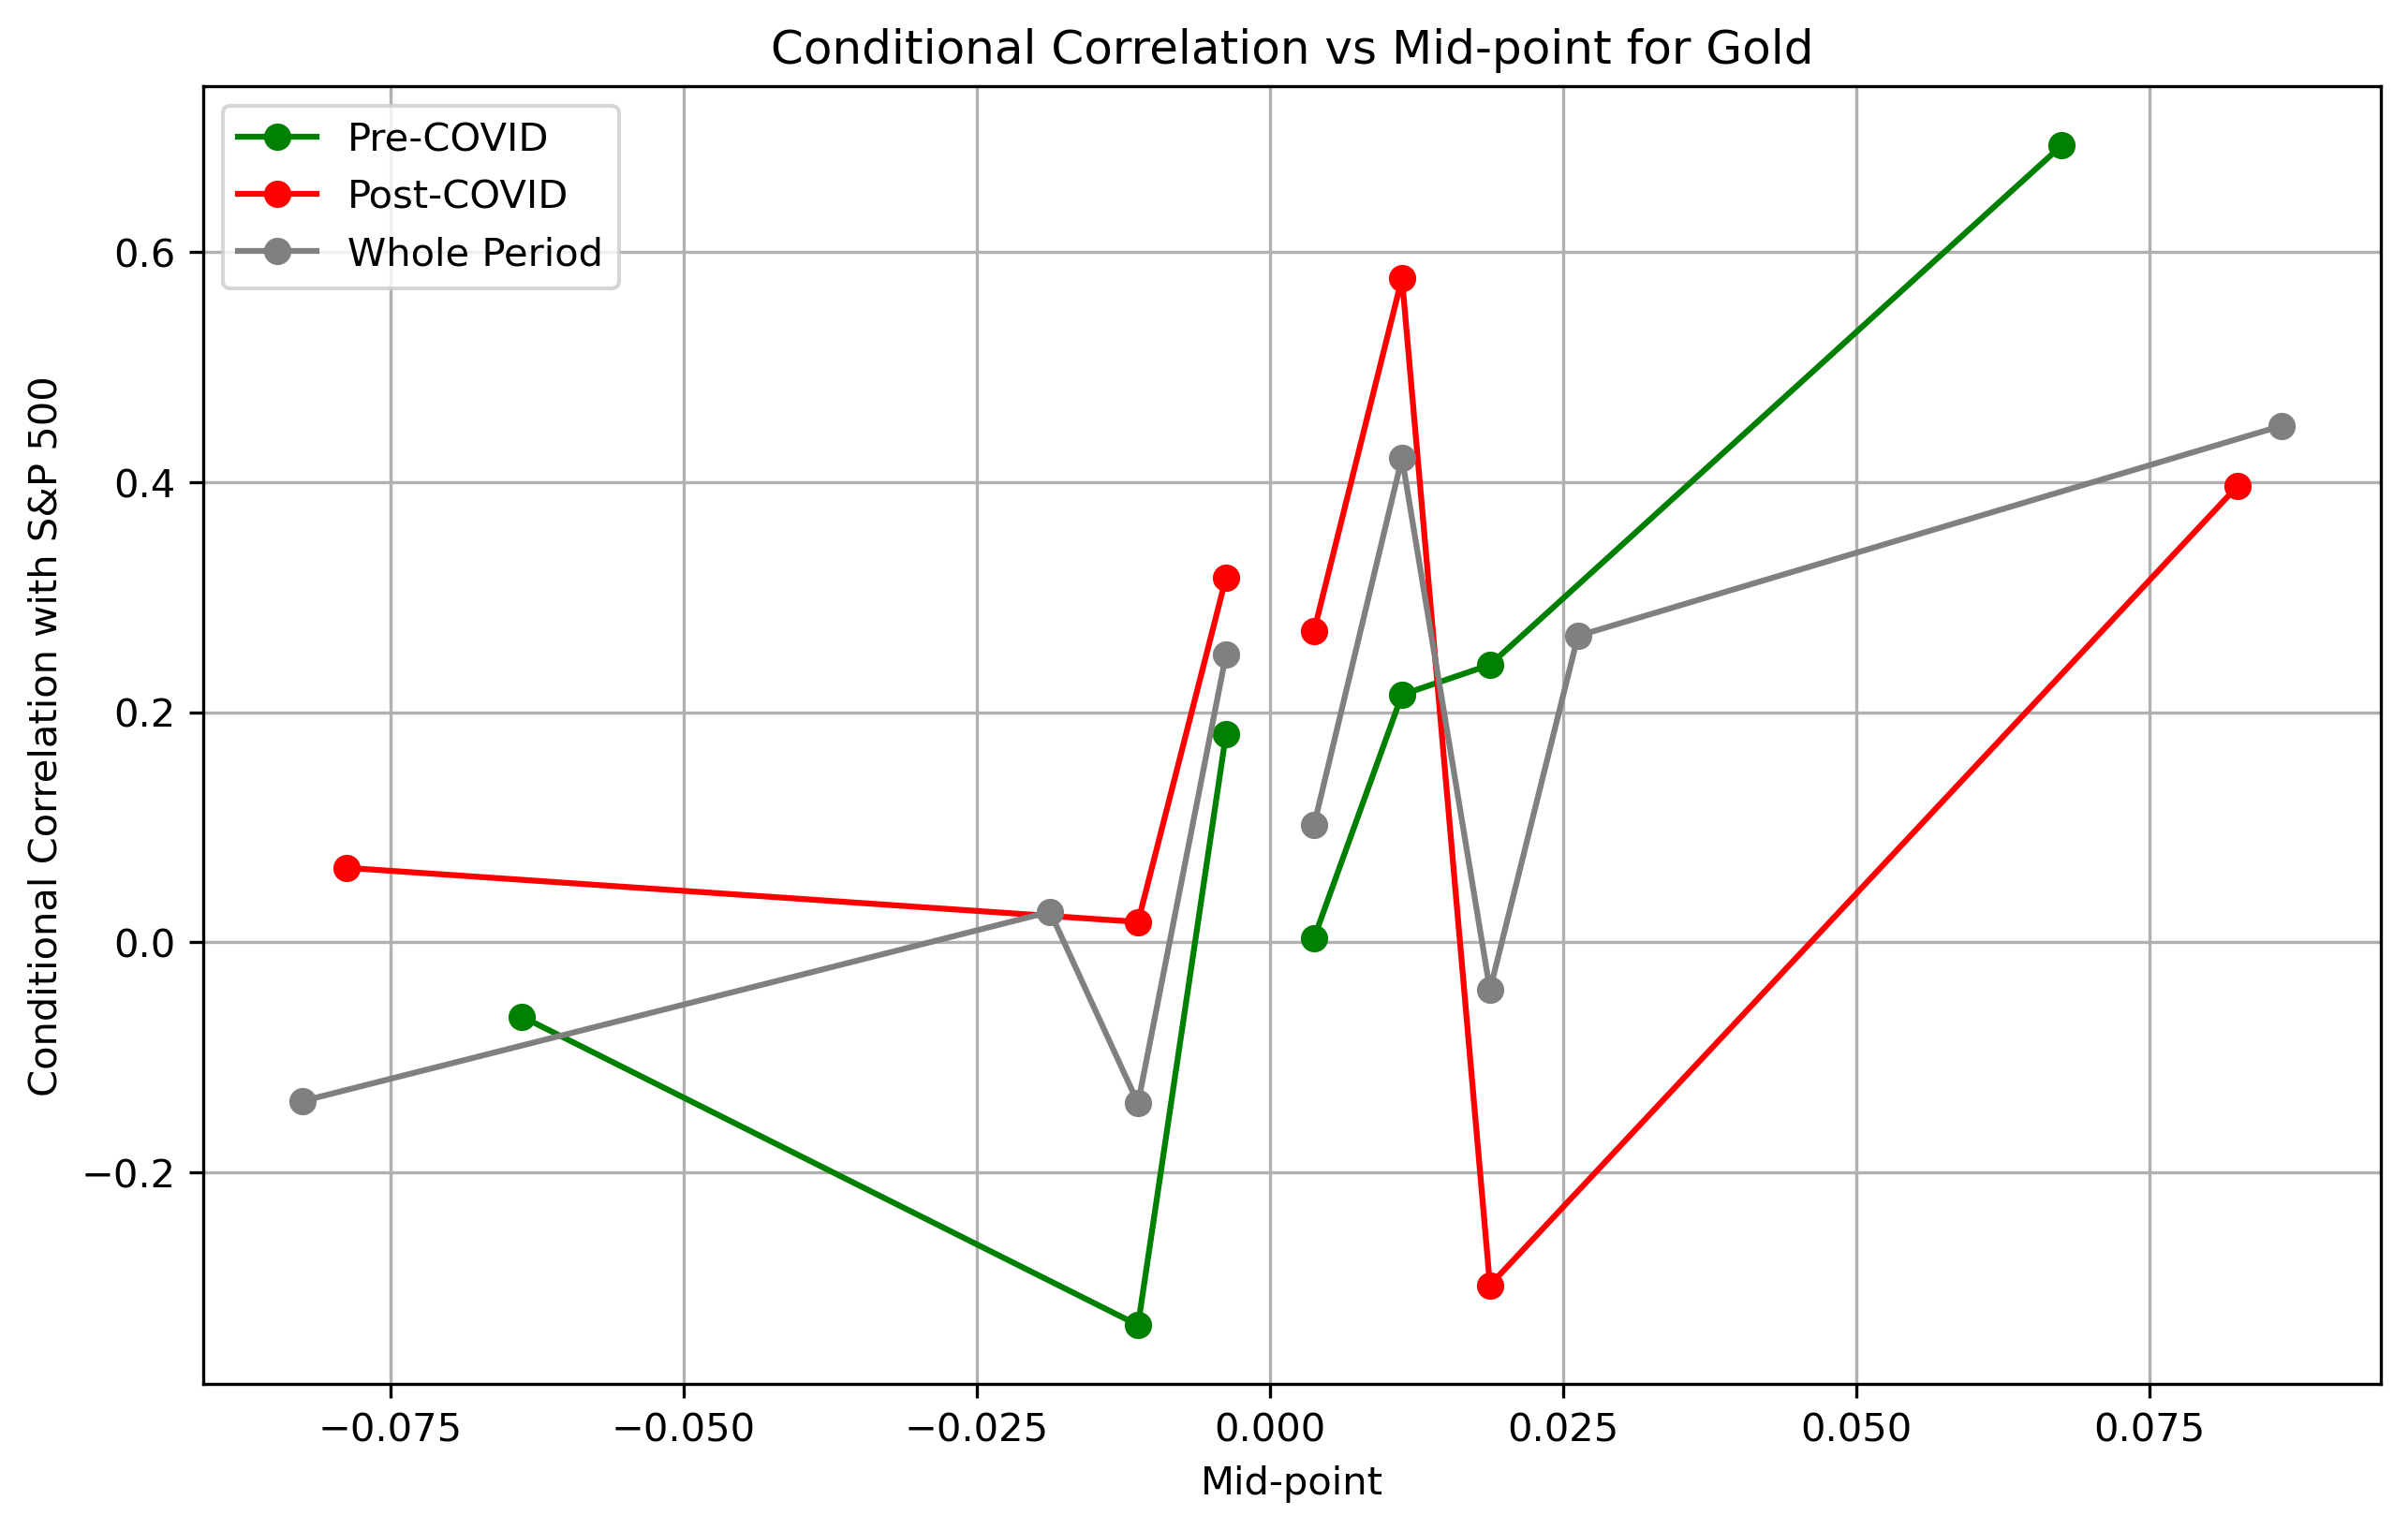 Conditional Correlation vs Mid-point for Gold
Pre-COVID
Post-COVID
Whole Period
Conditional Correlation with S&P 500
0.6
0.4
0.2
0.0
−0.2
−0.075
−0.050
−0.025
0.000
0.025
0.050
0.075
Mid-point